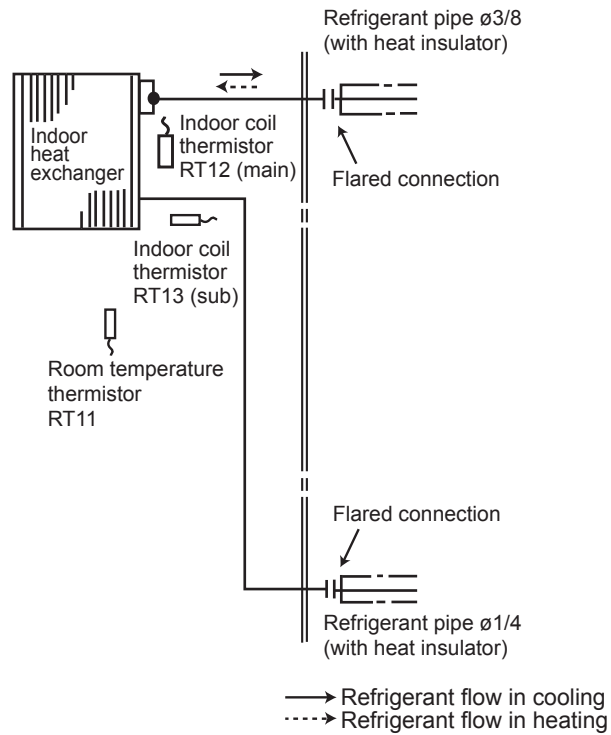 Refrigerant pipe ø3/8
(with heat insulator)
Indoor
heat
exchanger
Indoor coil
thermistor
RT12 (main)
Flared connection
Indoor coil
thermistor
RT13 (sub)
Room temperature
thermistor
RT11
Flared connection
Refrigerant pipe ø1/4
(with heat insulator)
Refrigerant flow in cooling
Refrigerant flow in heating